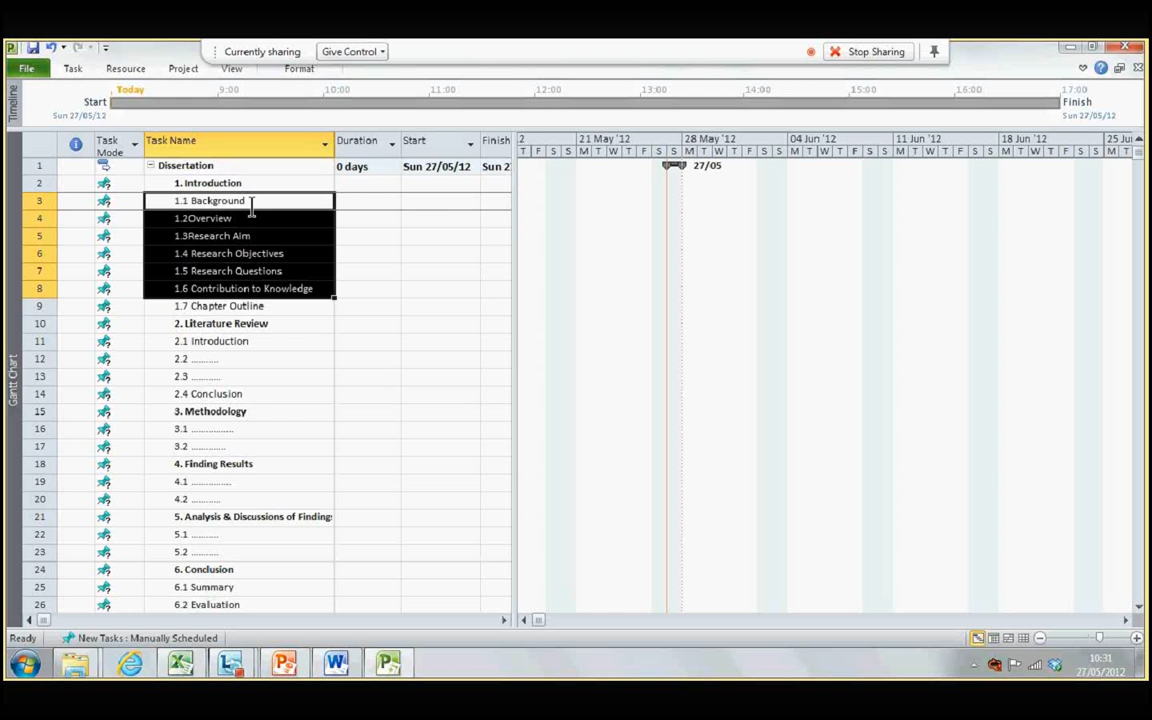 Currently sharing Give Control Stop Sharing
File Task Resource Project View Format
Timeline
Today 9:00 10:00 11:00 12:00 13:00 14:00 15:00 16:00 17:00
Start Finish
Sun 27/05/12 Sun 27/05/12
Task Mode Task Name Duration Start Finish
2 21 May '12 28 May '12 04 Jun '12 11 Jun '12 18 Jun '12 25 Ju
T F S S M T W T F S S M T W T F S S M T W T F S S M T W T F S S M T W T F S S M T
1 Dissertation 0 days Sun 27/05/12 Sun 2 27/05
2 1. Introduction
3 1.1 Background
4 1.2Overview
5 1.3Research Aim
6 1.4 Research Objectives
7 1.5 Research Questions
8 1.6 Contribution to Knowledge
9 1.7 Chapter Outline
10 2. Literature Review
11 2.1 Introduction
12 2.2 ..........
13 2.3 ...........
14 2.4 Conclusion
15 3. Methodology
16 3.1 ................
17 3.2 .............
18 4. Finding Results
19 4.1 ...............
20 4.2 ...........
21 5. Analysis & Discussions of Findings
22 5.1 ..........
23 5.2 ..........
24 6. Conclusion
25 6.1 Summary
26 6.2 Evaluation
Gantt Chart
Ready New Tasks : Manually Scheduled
10:31
27/05/2012